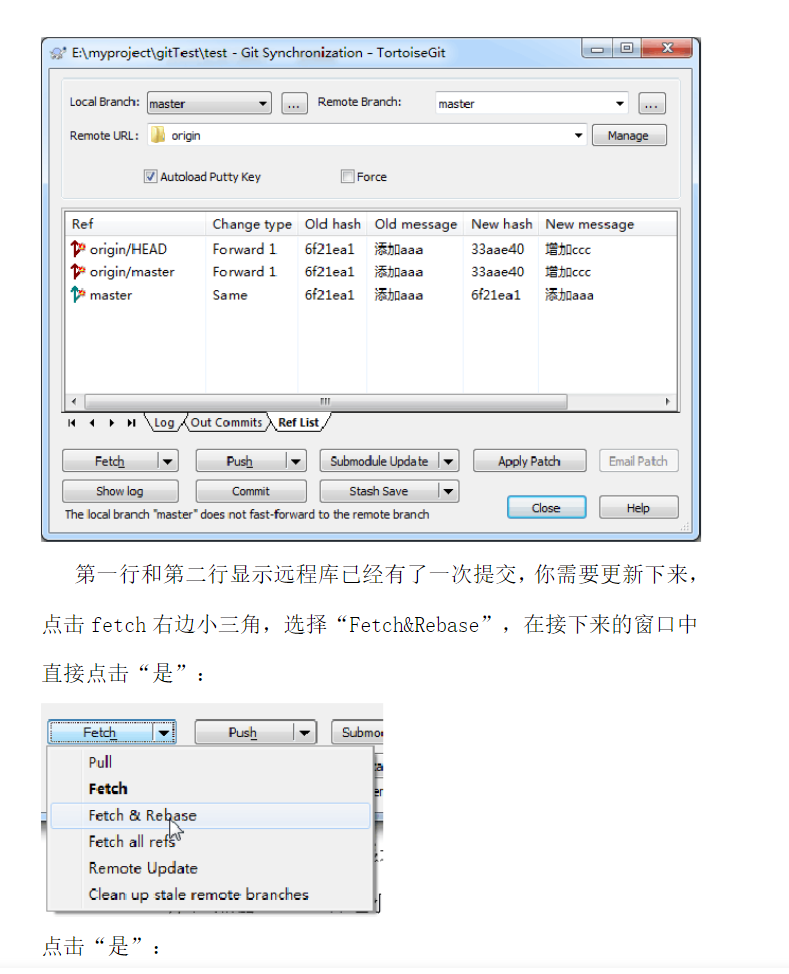 E:\myproject\gitTest\test - Git Synchronization - TortoiseGit
Local Branch: master ... Remote Branch: master ...
Remote URL: origin Manage
Autoload Putty Key Force
Ref Change type Old hash Old message New hash New message
origin/HEAD Forward 1 6f21ea1 添加aaa 33aae40 增加ccc
origin/master Forward 1 6f21ea1 添加aaa 33aae40 增加ccc
master Same 6f21ea1 添加aaa 6f21ea1 添加aaa
Log Out Commits Ref List
Fetch Push Submodule Update Apply Patch Email Patch
Show log Commit Stash Save
Close Help
The local branch "master" does not fast-forward to the remote branch
第一行和第二行显示远程库已经有了一次提交，你需要更新下来，
点击 fetch 右边小三角，选择“Fetch&Rebase”，在接下来的窗口中
直接点击“是”：
Fetch Push Submo
Pull
Fetch
Fetch & Rebase
Fetch all refs
Remote Update
Clean up stale remote branches
点击“是”：